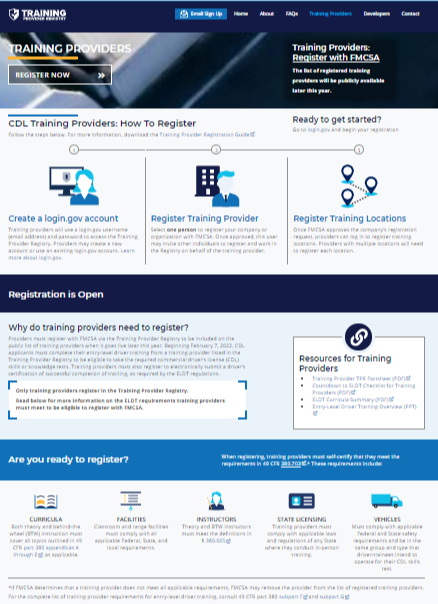 TRAINING
PROVIDER REGISTRY
Email Sign Up
Home
About
FAQs
Training Providers
Developers
Contact
TRAINING PROVIDERS
REGISTER NOW
Training Providers:
Register with FMCSA
The list of registered training
providers will be publicly available
later this year.
CDL Training Providers: How To Register
Follow the steps below. For more information, download the Training Provider Registration Guide
Ready to get started?
Go to login.gov and begin your registration
1
2
3
Create a login.gov account
Training providers will use a login.gov username
(email address) and password to access the Training
Provider Registry. Providers may create a new
account or use an existing login.gov account. Learn
more about login.gov.
Register Training Provider
Select one person to register your company or
organization with FMCSA. Once approved, this user
may invite other individuals to register and work in
the Registry on behalf of the training provider.
Register Training Locations
Once FMCSA approves the company's registration
request, providers can log in to register training
locations. Providers with multiple locations will need
to register each location.
Registration is Open
Why do training providers need to register?
Providers must register with FMCSA via the Training Provider Registry to be included on the
public list of training providers when it goes live later this year. Beginning February 7, 2022, CDL
applicants must complete their entry-level driver training from a training provider listed in the
Training Provider Registry to be eligible to take the required commercial driver's license (CDL)
skills or knowledge tests. Training providers must also register to electronically submit a driver's
certification of successful completion of training, as required by the ELDT regulations.
Only training providers register in the Training Provider Registry.
Read below for more information on the ELDT requirements training providers
must meet to be eligible to register with FMCSA.
Resources for Training
Providers
Training Provider TPR Factsheet (PDF)
Countdown to ELDT Checklist for Training
Providers (PDF)
ELDT Curricula Summary (PDF)
Entry-Level Driver Training Overview (PPT)
Are you ready to register?
When registering, training providers must self-certify that they meet the
requirements in 49 CFR 380.703.* These requirements include:
CURRICULA
Both theory and behind-the-
wheel (BTW) instruction must
cover all topics outlined in 49
CFR part 380 appendices A
through E as applicable.
FACILITIES
Classroom and range facilities
must comply with all
applicable Federal, State, and
local requirements.
INSTRUCTORS
Theory and BTW instructors
must meet the definitions in
§ 380.605
STATE LICENSING
Training providers must
comply with applicable laws
and regulations of any State
where they conduct in-person
training.
VEHICLES
Must comply with applicable
Federal and State safety
requirements and be in the
same group and type that
driver-trainees intend to
operate for their CDL skills
test.
*If FMCSA determines that a training provider does not meet all applicable requirements, FMCSA may remove the provider from the list of registered training providers.
For the complete list of training provider requirements for entry-level driver training, consult 49 CFR part 380 subpart F and subpart G.